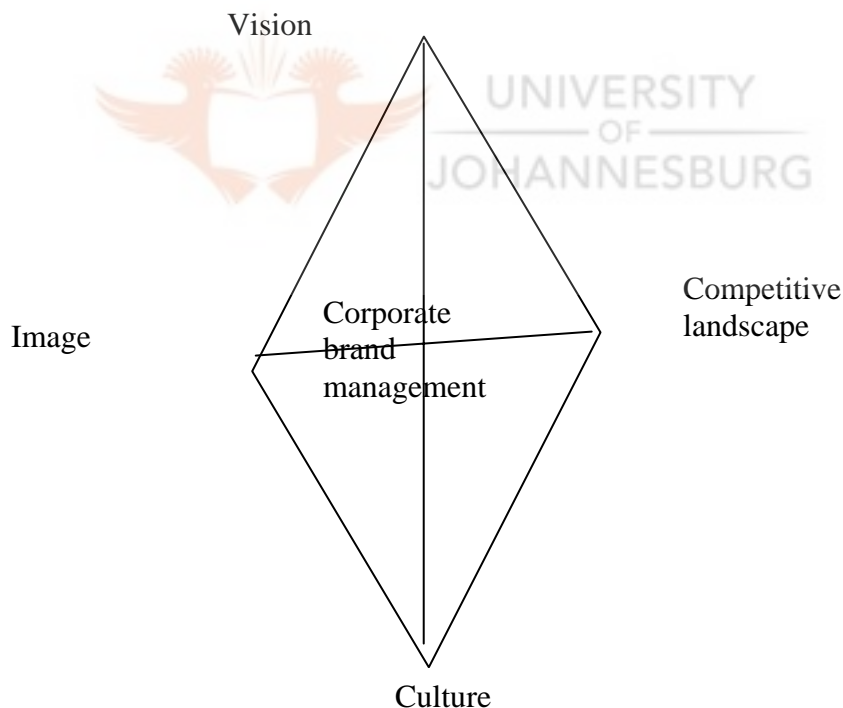 Vision
UNIVERSITY
OF
JOHANNESBURG
Competitive
landscape
Image
Corporate
brand
management
Culture